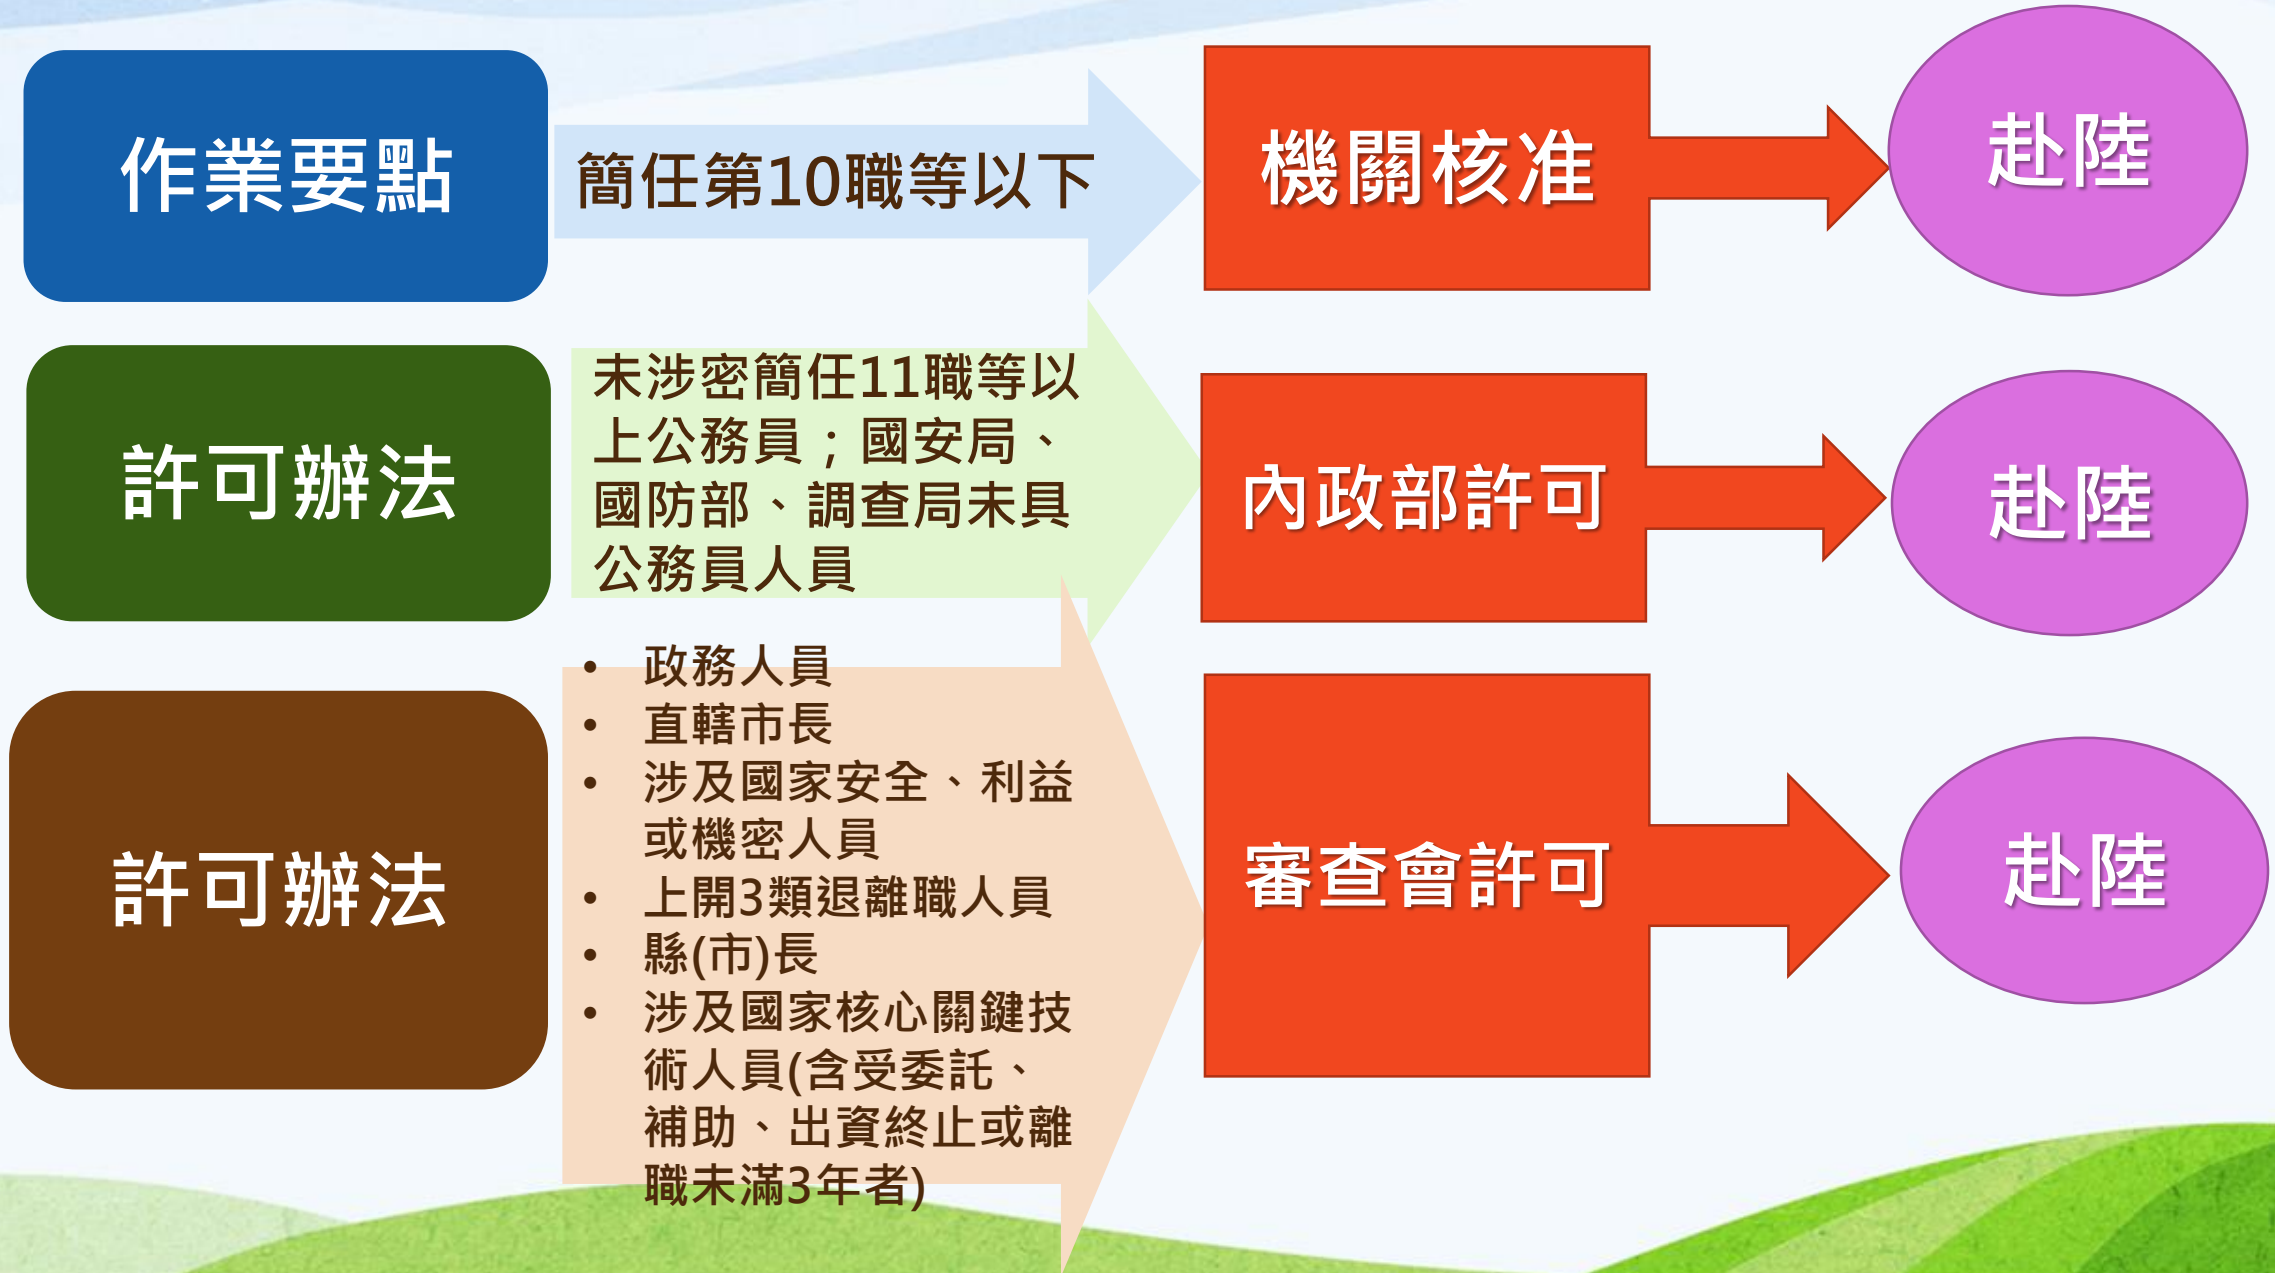 作業要點
簡任第10職等以下
機關核准
赴陸
許可辦法
未涉密簡任11職等以
上公務員；國安局、
國防部、調查局未具
公務員人員
內政部許可
赴陸
許可辦法
• 政務人員
• 直轄市長
• 涉及國家安全、利益
或機密人員
• 上開3類退離職人員
• 縣(市)長
• 涉及國家核心關鍵技
術人員(含受委託、
補助、出資終止或離
職未滿3年者)
審查會許可
赴陸